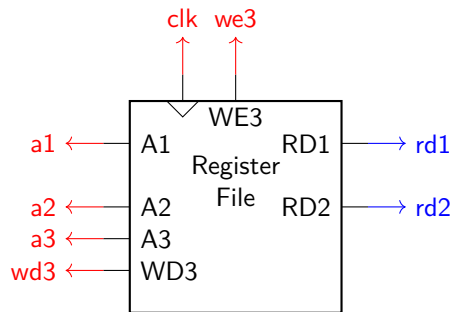 clk we3
WE3
a1 A1 RD1 rd1
Register
File
a2 A2 RD2 rd2
a3 A3
wd3 WD3